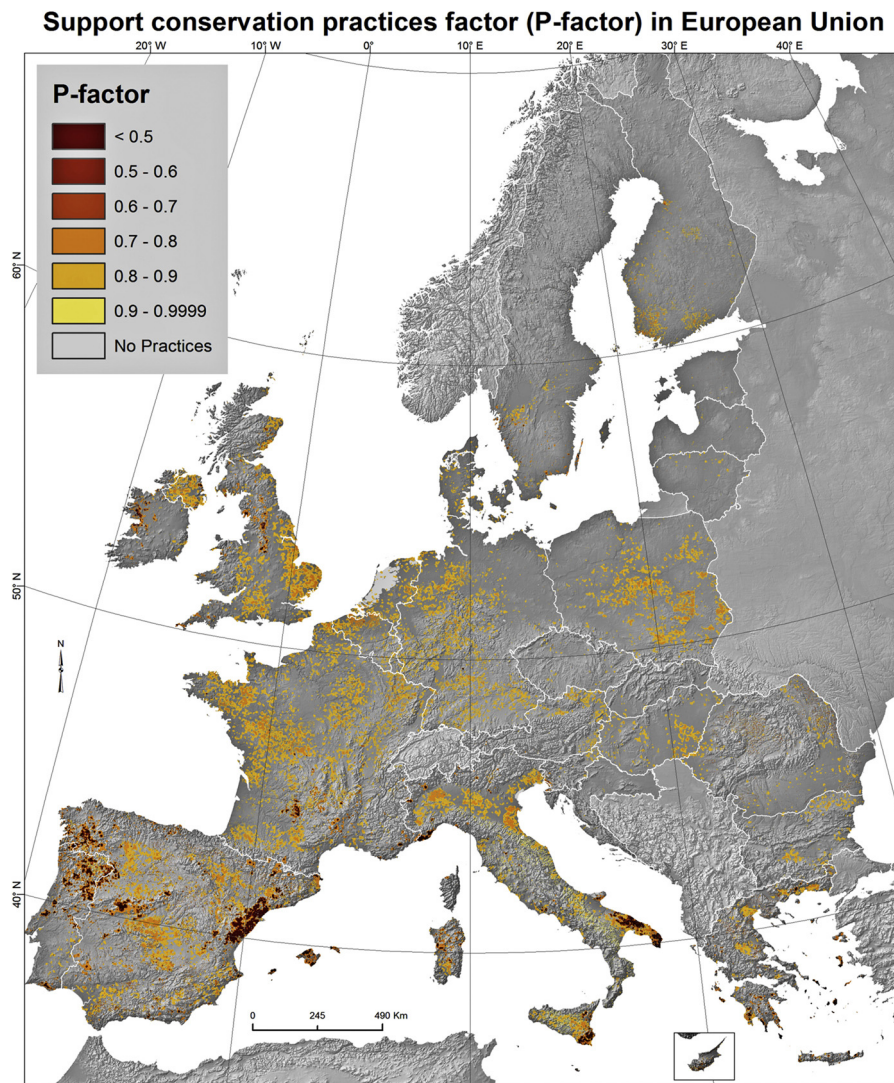 Support conservation practices factor (P-factor) in European Union
20° W
10° W
0°
10° E
20° E
30° E
40° E
P-factor
< 0.5
0.5 - 0.6
0.6 - 0.7
0.7 - 0.8
0.8 - 0.9
0.9 - 0.9999
No Practices
60° N
50° N
N
40° N
0 245 490 Km